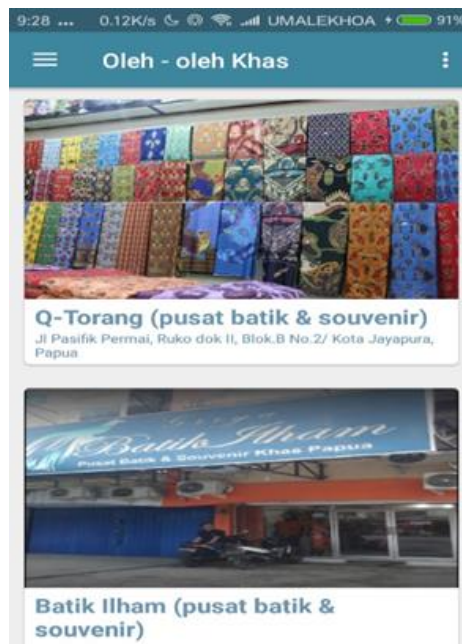 9:28 ... 0.12K/s UMALEKHOA 91%
Oleh - oleh Khas
Q-Torang (pusat batik & souvenir)
Jl Pasifik Permai, Ruko dok II, Blok.B No.2/ Kota Jayapura,
Papua
Batik Ilham
Pusat Batik & Souvenir Khas Papua
Batik Ilham (pusat batik &
souvenir)